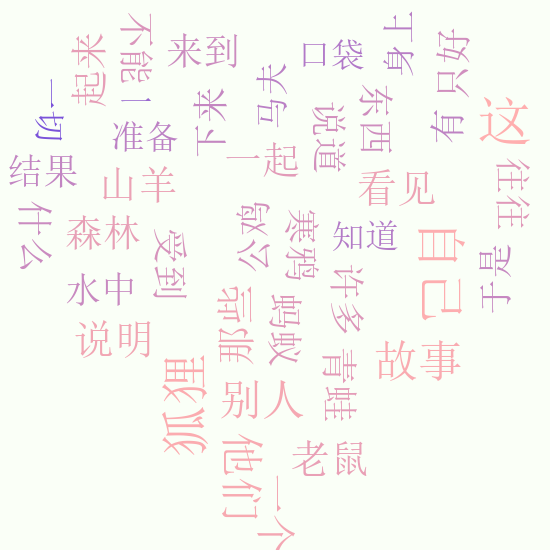 不能
起来
来到
口袋
身上
只好
一切
下来
马夫
东西
有
这
准备
一起
说道
结果
山羊
看见
往往
什么
森林
受到
公鸡
寒鸦
知道
自己
于是
水中
许多
说明
那些
蚂蚁
青蛙
故事
狐狸
别人
他们
老鼠
一个